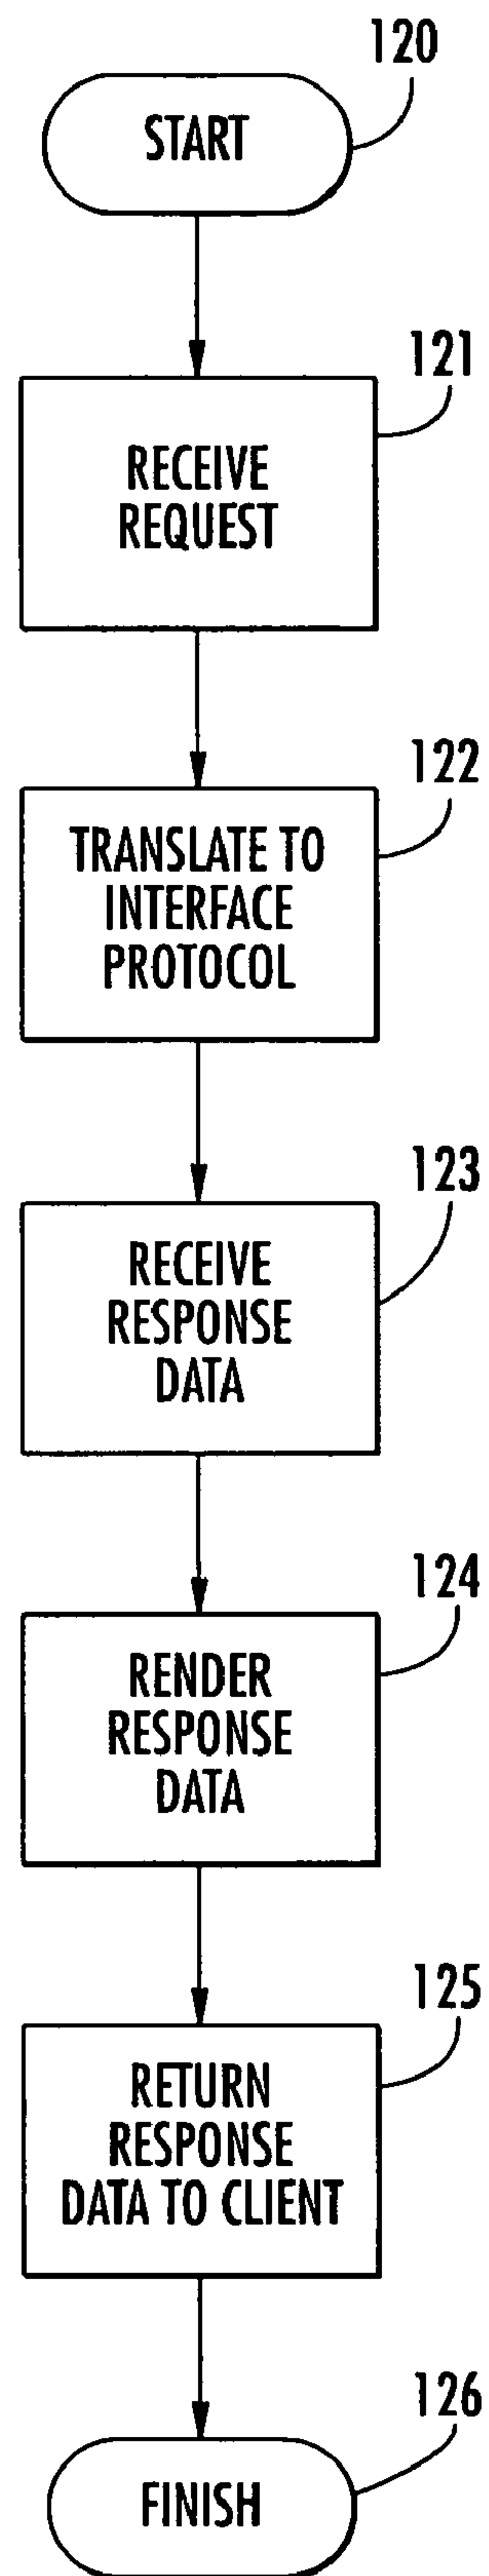 120
START
121
RECEIVE
REQUEST
122
TRANSLATE TO
INTERFACE
PROTOCOL
123
RECEIVE
RESPONSE
DATA
124
RENDER
RESPONSE
DATA
125
RETURN
RESPONSE
DATA TO CLIENT
126
FINISH